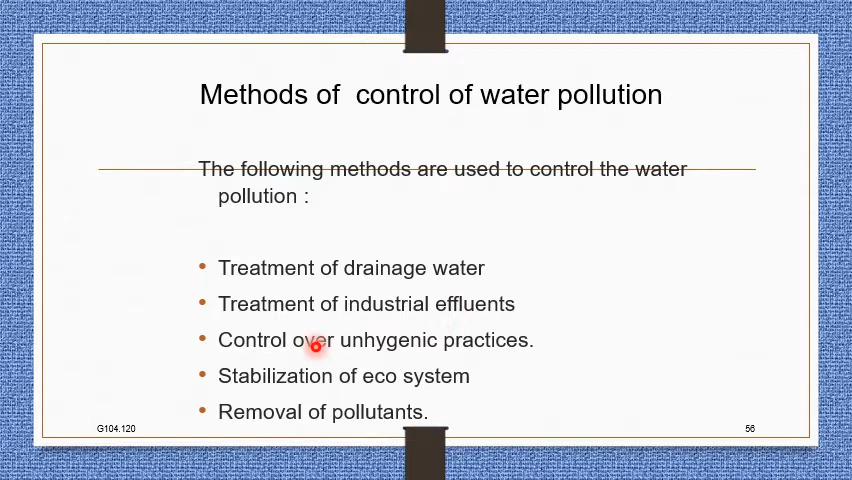 Methods of  control of water pollution
The following methods are used to control the water
pollution :
• Treatment of drainage water
• Treatment of industrial effluents
• Control over unhygenic practices.
• Stabilization of eco system
• Removal of pollutants.
G104.120
56